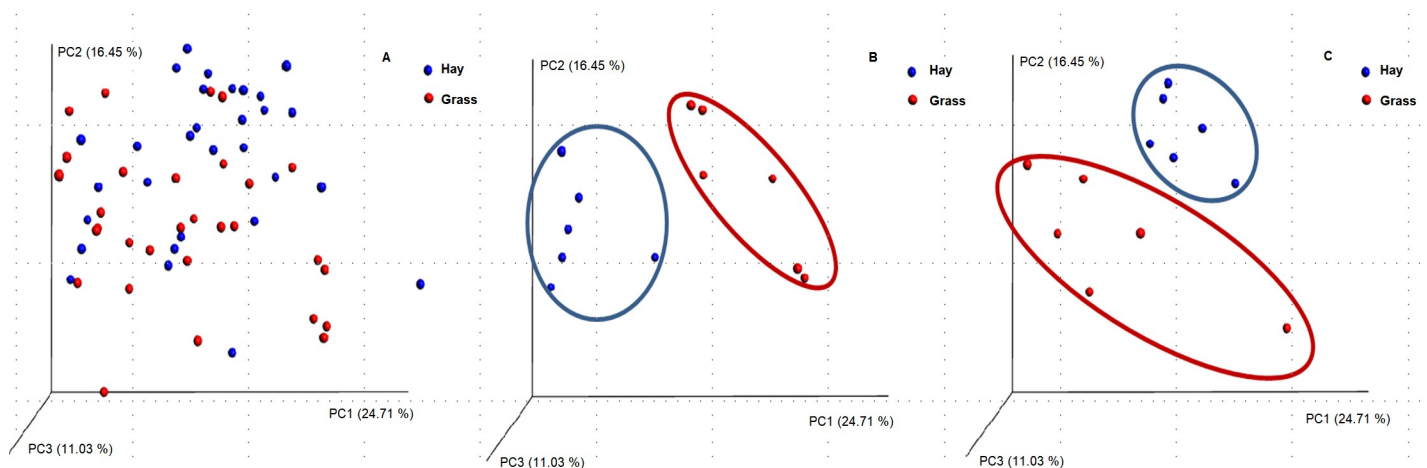 PC2 (16.45 %)
A
Hay
Grass
PC1 (24.71 %)
PC3 (11.03 %)
PC2 (16.45 %)
B
Hay
Grass
PC1 (24.71 %)
PC3 (11.03 %)
PC2 (16.45 %)
C
Hay
Grass
PC1 (24.71 %)
PC3 (11.03 %)